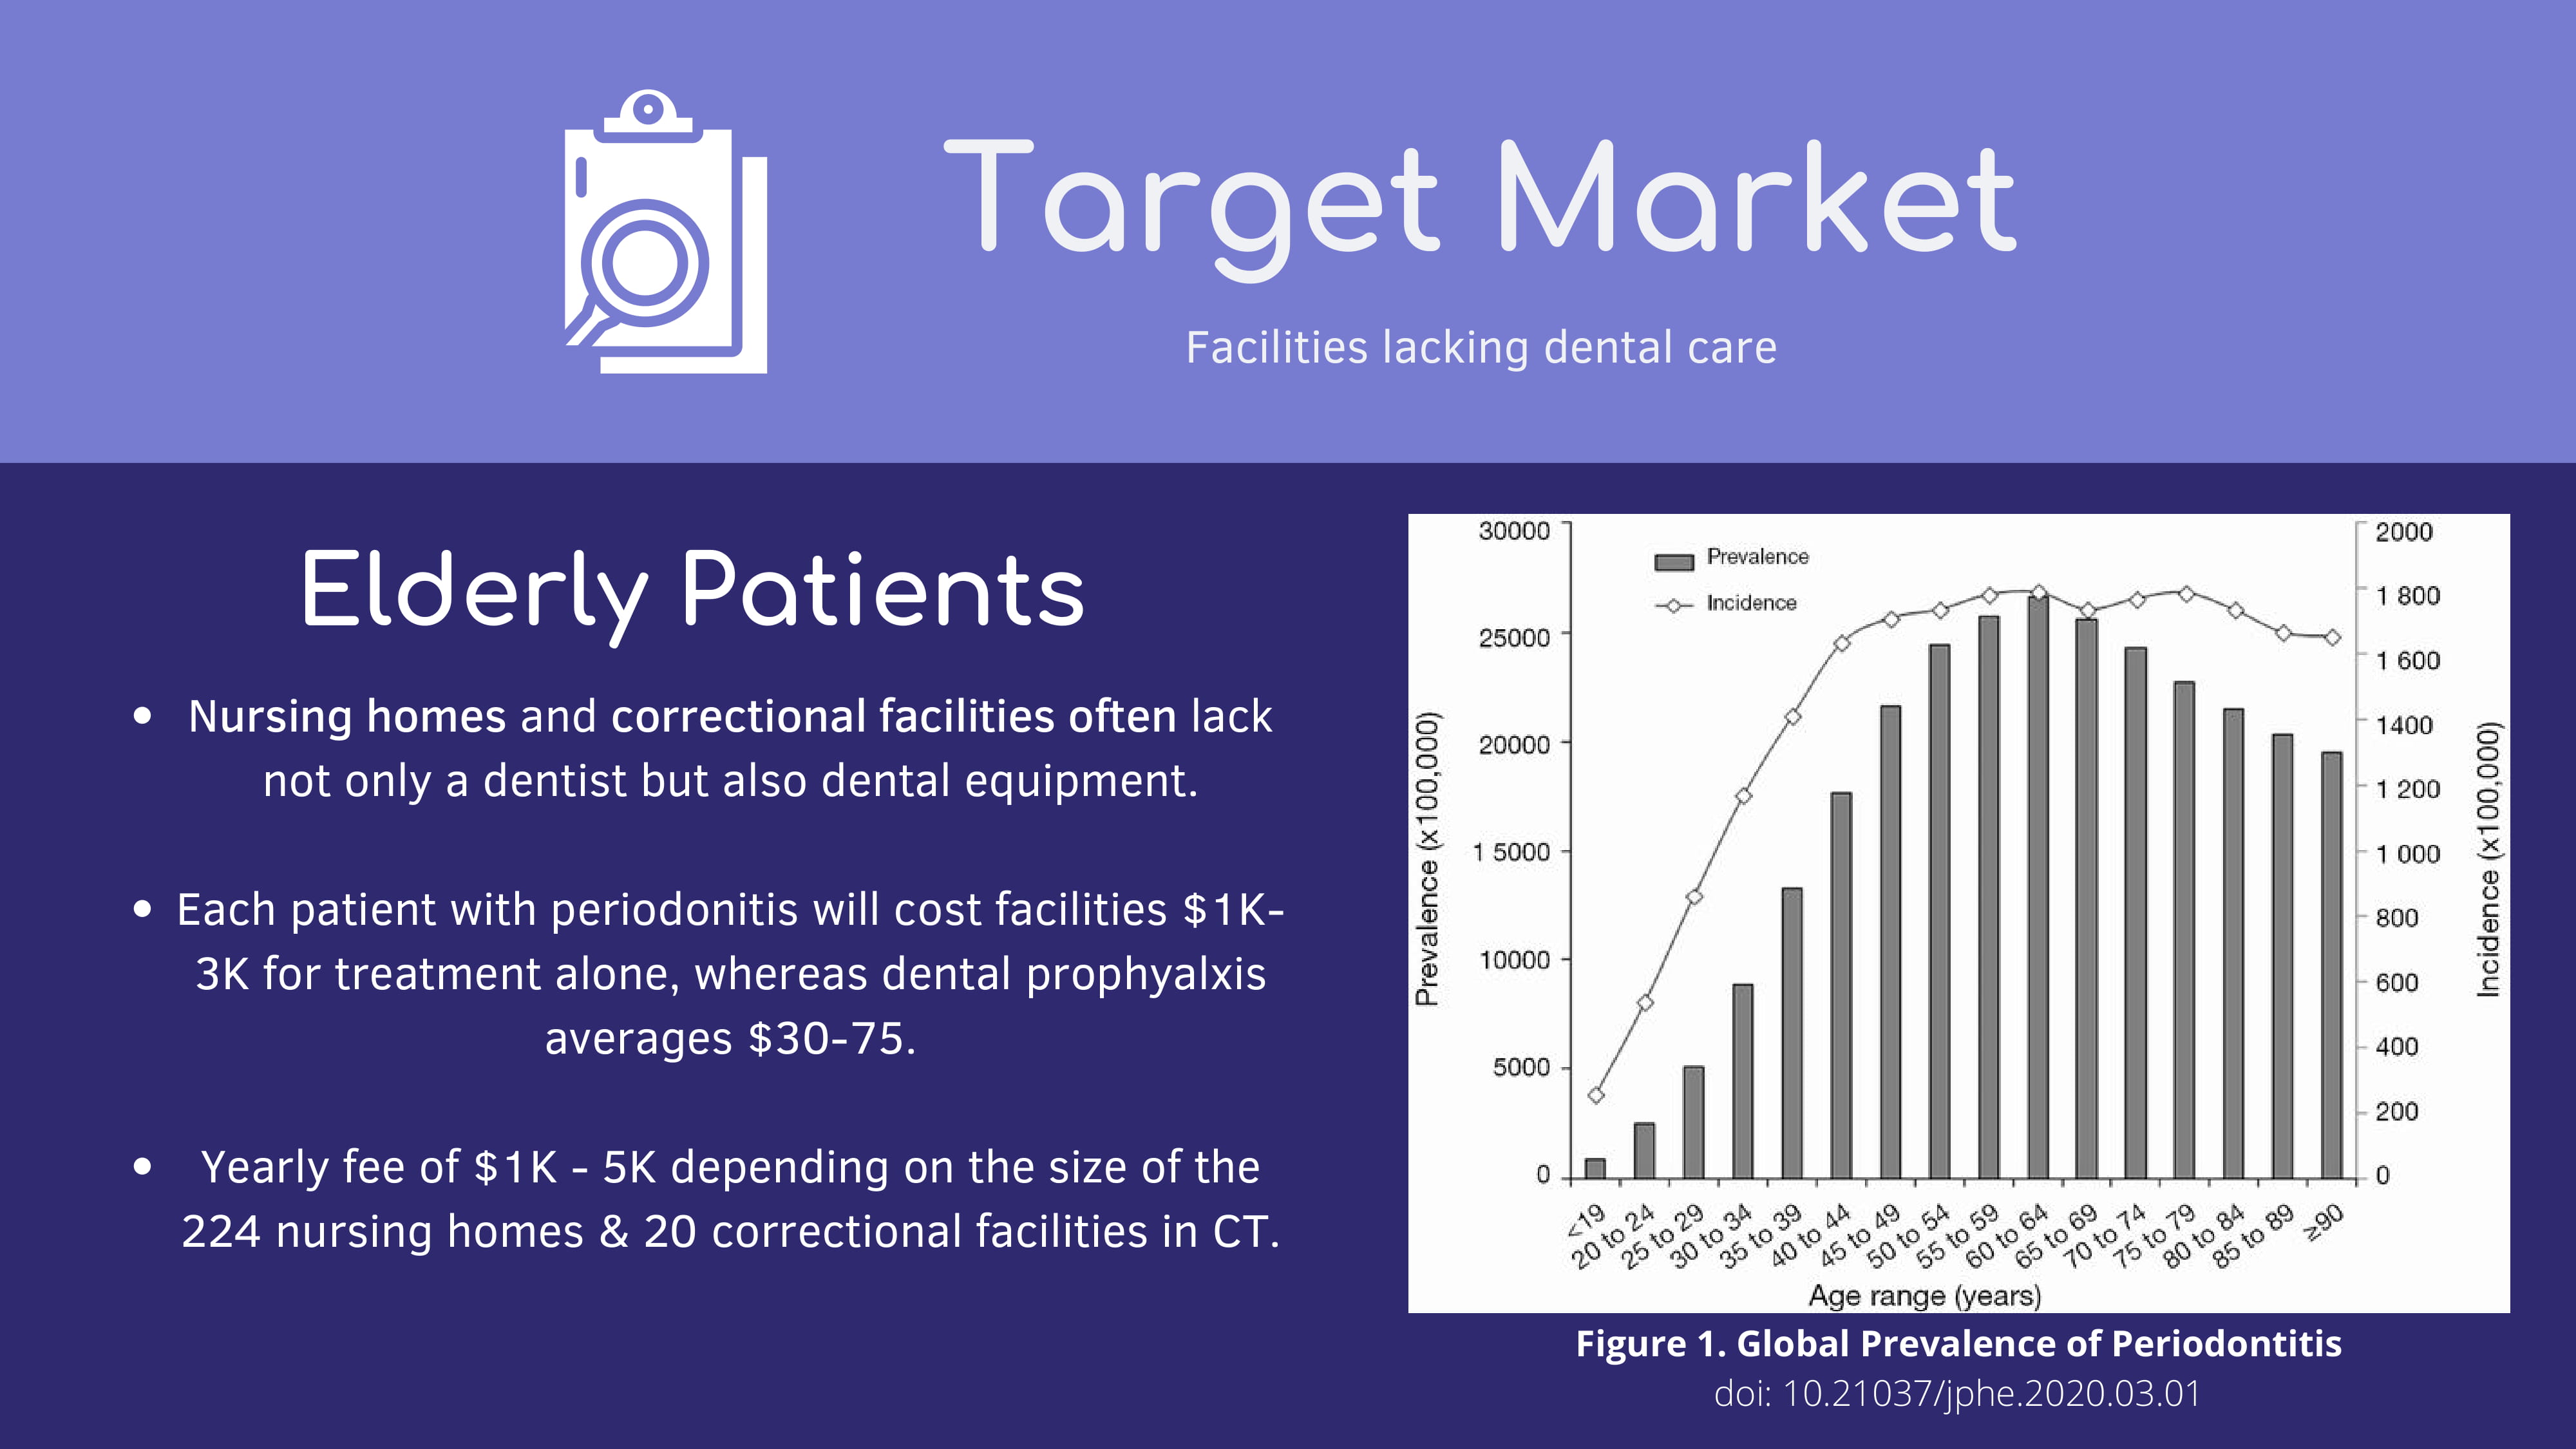 Target Market
Facilities lacking dental care
Elderly Patients
• Nursing homes and correctional facilities often lack
not only a dentist but also dental equipment.
• Each patient with periodonitis will cost facilities $1K-
3K for treatment alone, whereas dental prophyalxis
averages $30-75.
• Yearly fee of $1K - 5K depending on the size of the
224 nursing homes & 20 correctional facilities in CT.
Prevalence
Incidence
Prevalence (x100,000)
30000
25000
20000
1 5000
10000
5000
0
2000
1 800
1 600
1400
1 200
1 000
800
600
400
200
0
Incidence (x100,000)
<19
20 to 24
25 to 29
30 to 34
35 to 39
40 to 44
45 to 49
50 to 54
55 to 59
60 to 64
65 to 69
70 to 74
75 to 79
80 to 84
85 to 89
≥90
Age range (years)
Figure 1. Global Prevalence of Periodontitis
doi: 10.21037/jphe.2020.03.01